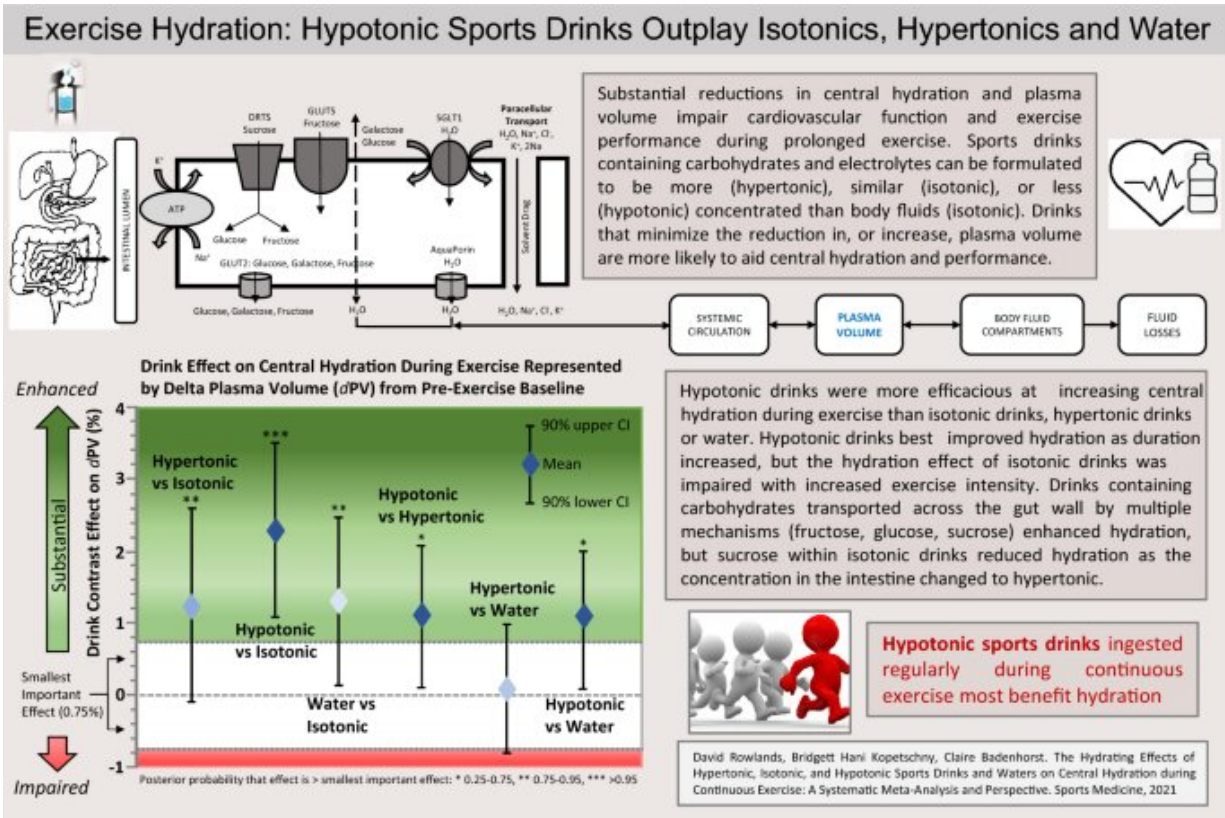 Exercise Hydration: Hypotonic Sports Drinks Outplay Isotonics, Hypertonics and Water
INTESTINAL LUMEN
K⁺
ATP
Na⁺
DRTS
Sucrose
GLUT5
Fructose
Galactose
Glucose
SGLT1
H₂O
Paracellular
Transport
H₂O, Na⁺, Cl⁻,
K⁺, 2Na
Solvent Drag
Glucose
Fructose
GLUT2: Glucose, Galactose, Fructose
AquaPorin
H₂O
Glucose, Galactose, Fructose
H₂O
H₂O
H₂O, Na⁺, Cl⁻, K⁺
Substantial reductions in central hydration and plasma
volume impair cardiovascular function and exercise
performance during prolonged exercise. Sports drinks
containing carbohydrates and electrolytes can be formulated
to be more (hypertonic), similar (isotonic), or less
(hypotonic) concentrated than body fluids (isotonic). Drinks
that minimize the reduction in, or increase, plasma volume
are more likely to aid central hydration and performance.
SYSTEMIC
CIRCULATION
PLASMA
VOLUME
BODY FLUID
COMPARTMENTS
FLUID
LOSSES
Drink Effect on Central Hydration During Exercise Represented
by Delta Plasma Volume (dPV) from Pre-Exercise Baseline
Enhanced
Substantial
Smallest
Important
Effect (0.75%)
Impaired
Drink Contrast Effect on dPV (%)
4
3
2
1
0
-1
Hypertonic
vs Isotonic
**
***
Hypotonic
vs Isotonic
**
Water vs
Isotonic
Hypotonic
vs Hypertonic
*
Hypertonic
vs Water
*
Hypotonic
vs Water
90% upper CI
Mean
90% lower CI
Posterior probability that effect is > smallest important effect: * 0.25-0.75, ** 0.75-0.95, *** >0.95
Hypotonic drinks were more efficacious at increasing central
hydration during exercise than isotonic drinks, hypertonic drinks
or water. Hypotonic drinks best improved hydration as duration
increased, but the hydration effect of isotonic drinks was
impaired with increased exercise intensity. Drinks containing
carbohydrates transported across the gut wall by multiple
mechanisms (fructose, glucose, sucrose) enhanced hydration,
but sucrose within isotonic drinks reduced hydration as the
concentration in the intestine changed to hypertonic.
Hypotonic sports drinks ingested
regularly during continuous
exercise most benefit hydration
David Rowlands, Bridgett Hani Kopetschny, Claire Badenhorst. The Hydrating Effects of
Hypertonic, Isotonic, and Hypotonic Sports Drinks and Waters on Central Hydration during
Continuous Exercise: A Systematic Meta-Analysis and Perspective. Sports Medicine, 2021